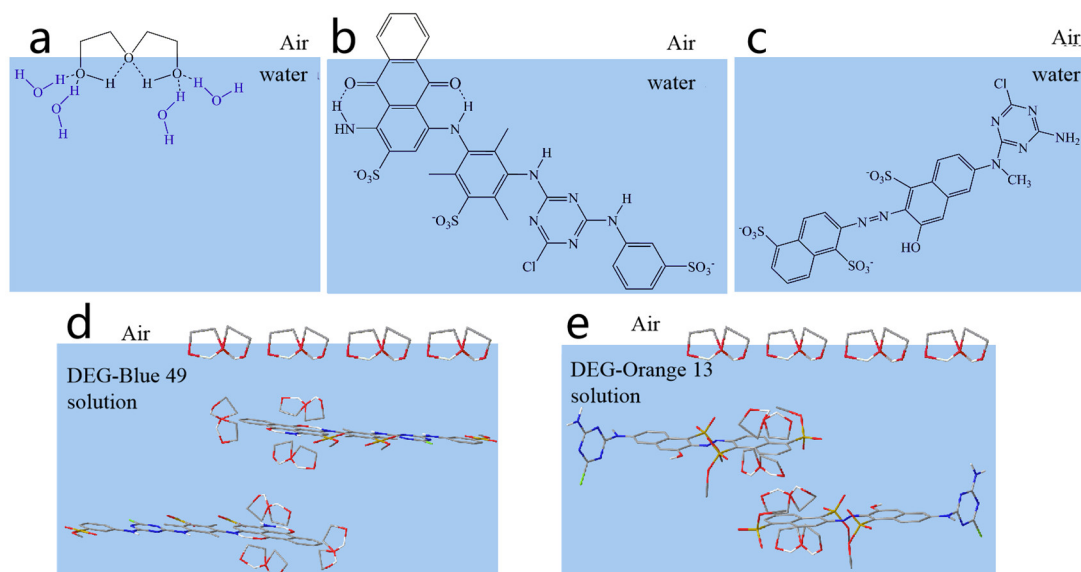 a
Air
water
O
O H H O
H H H H
O O
H H H H
O O
H H
b
Air
water
O O
H H
HN N
-O3S
H
N
-O3S
N N H
N N
Cl
SO3-
c
Air
water
Cl
N N
N NH2
N
CH3
-O3S
N=N
-O3S
HO
SO3-
d
Air
DEG-Blue 49
solution
e
Air
DEG-Orange 13
solution